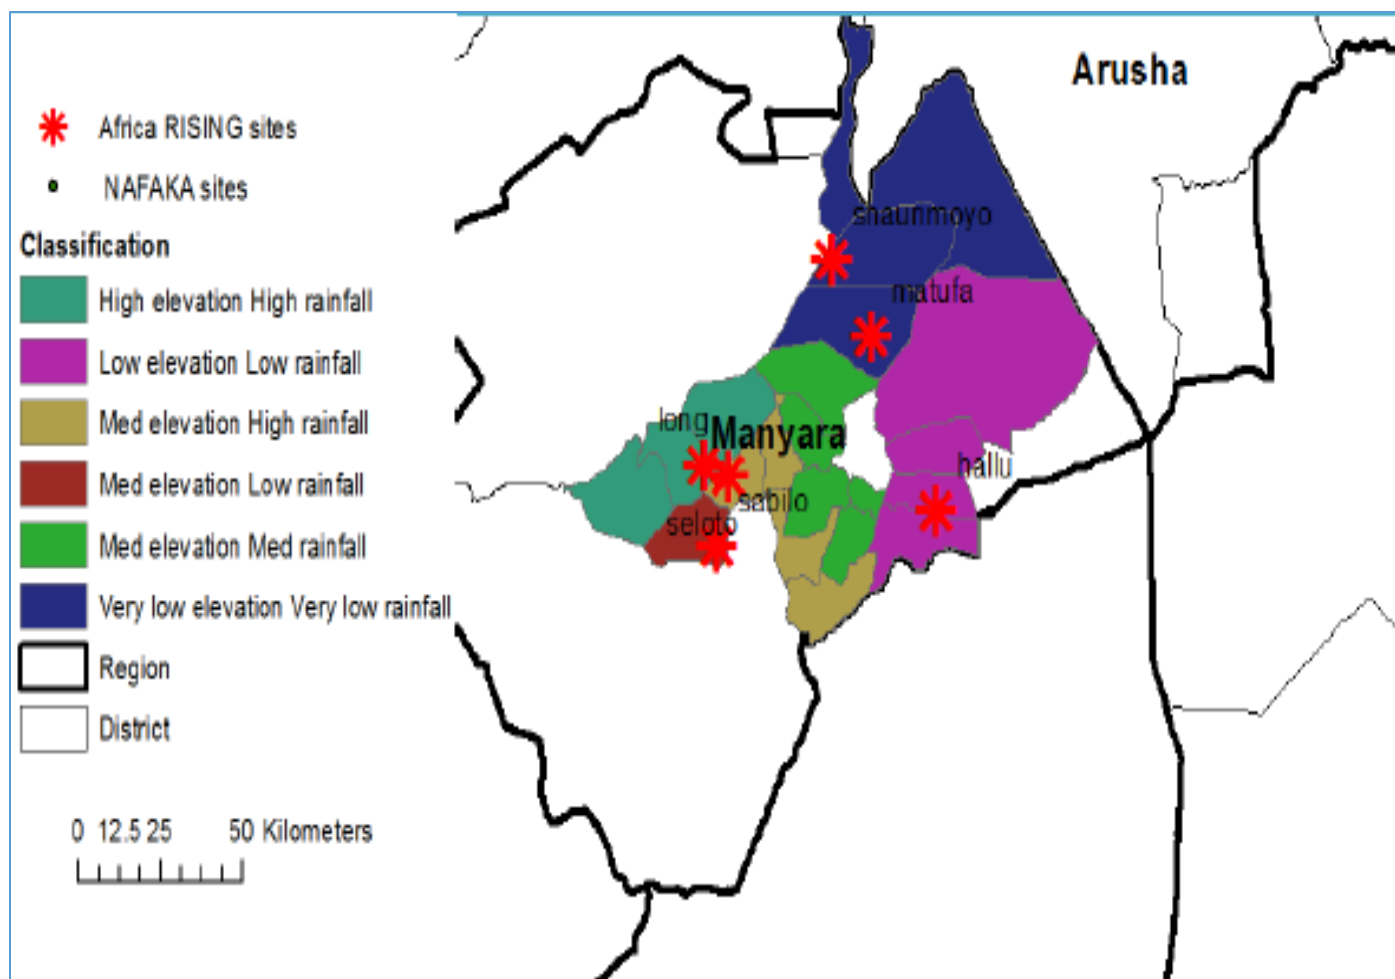 Arusha
Africa RISING sites
NAFAKA sites
Classification
High elevation High rainfall
Low elevation Low rainfall
Med elevation High rainfall
Med elevation Low rainfall
Med elevation Med rainfall
Very low elevation Very low rainfall
Region
District
0 12.5 25 50 Kilometers
shaurimoyo
matufa
long
Manyara
hallu
sabilo
seloto